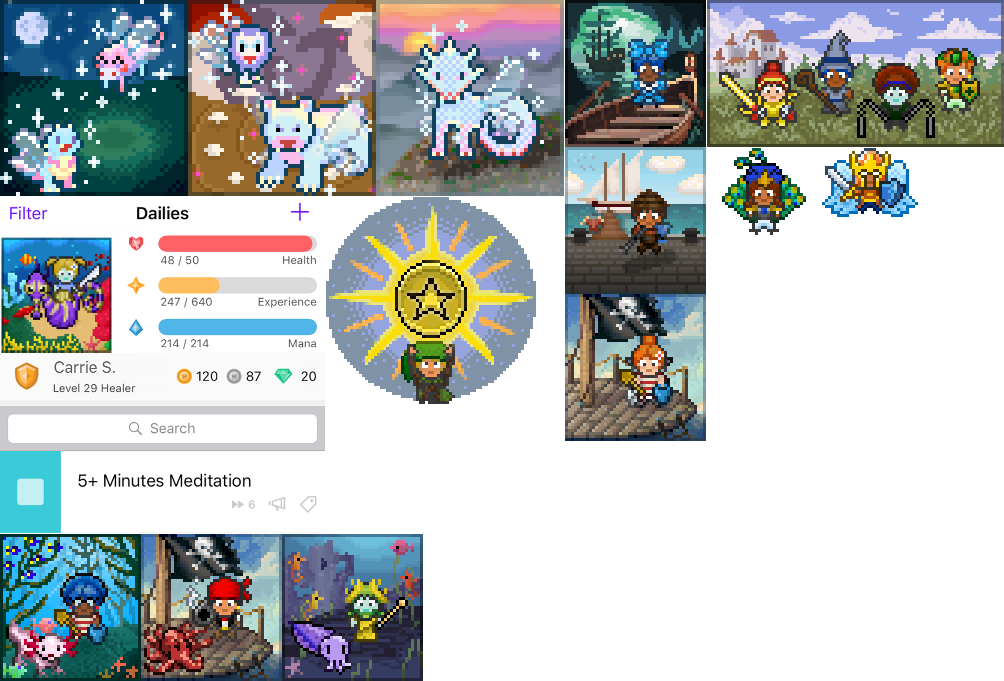 Filter
Dailies
48 / 50
Health
247 / 640
Experience
214 / 214
Mana
Carrie S.
Level 29 Healer
120
87
20
Search
5+ Minutes Meditation
6